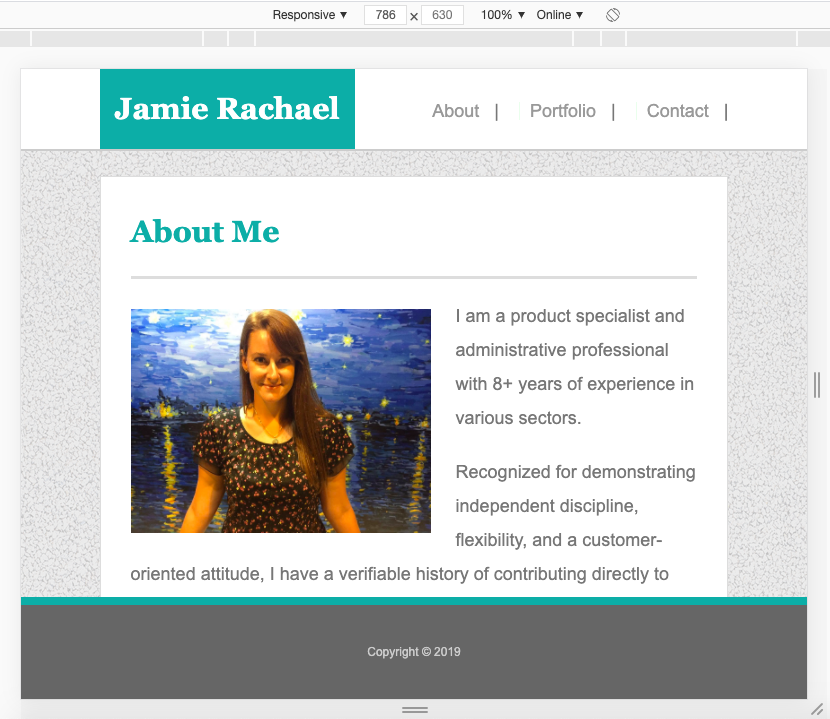 Responsive ▼ 786 × 630 100% ▼ Online ▼
Jamie Rachael
About | Portfolio | Contact |
About Me
I am a product specialist and
administrative professional
with 8+ years of experience in
various sectors.
Recognized for demonstrating
independent discipline,
flexibility, and a customer-
oriented attitude, I have a verifiable history of contributing directly to
Copyright © 2019